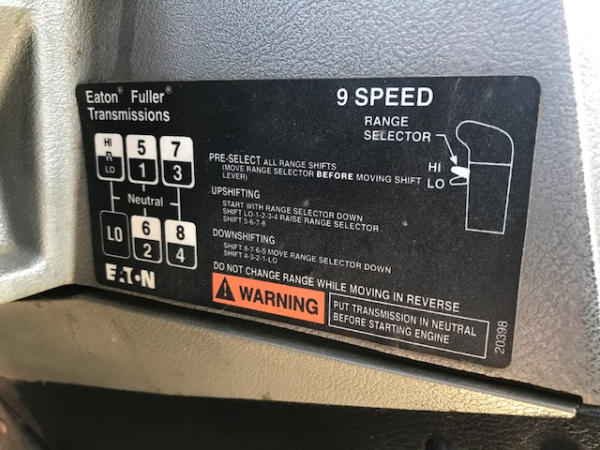 Eaton® Fuller®
Transmissions
9 SPEED
RANGE
SELECTOR
HI
LO
HI
R
LO
5
1
7
3
Neutral
LO
6
2
8
4
EATON
PRE-SELECT ALL RANGE SHIFTS
(MOVE RANGE SELECTOR BEFORE MOVING SHIFT
LEVER)
UPSHIFTING
START WITH RANGE SELECTOR DOWN
SHIFT LO-1-2-3-4 RAISE RANGE SELECTOR
SHIFT 5-6-7-8
DOWNSHIFTING
SHIFT 8-7-6-5 MOVE RANGE SELECTOR DOWN
SHIFT 4-3-2-1-LO
DO NOT CHANGE RANGE WHILE MOVING IN REVERSE
WARNING
PUT TRANSMISSION IN NEUTRAL
BEFORE STARTING ENGINE
20398